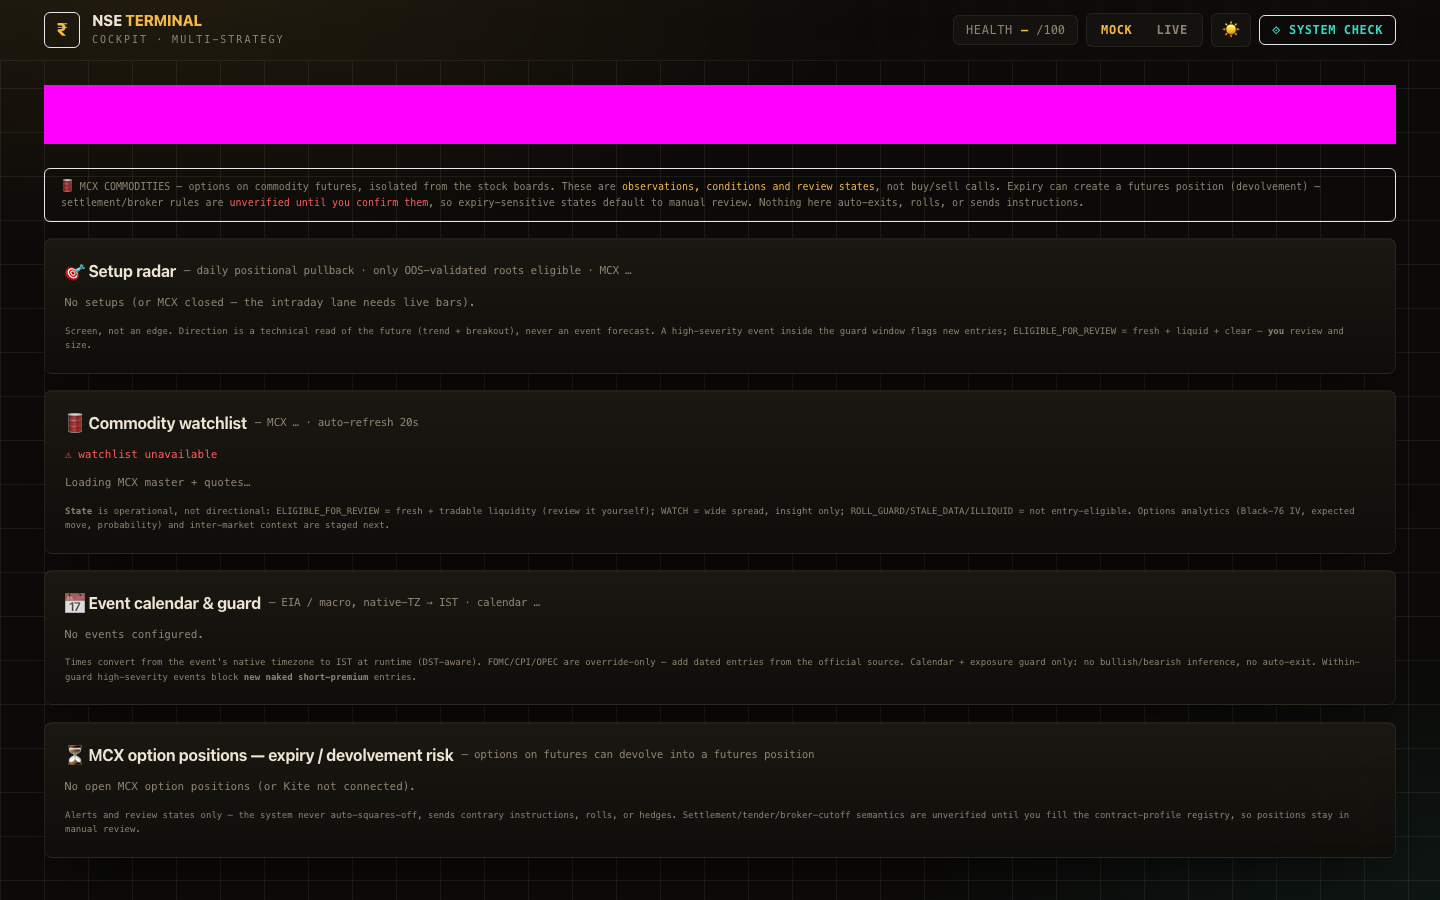 ₹
NSE TERMINAL
COCKPIT · MULTI-STRATEGY
HEALTH — /100
MOCK LIVE
SYSTEM CHECK
MCX COMMODITIES — options on commodity futures, isolated from the stock boards. These are observations, conditions and review states, not buy/sell calls. Expiry can create a futures position (devolvement) —
settlement/broker rules are unverified until you confirm them, so expiry-sensitive states default to manual review. Nothing here auto-exits, rolls, or sends instructions.
Setup radar — daily positional pullback · only OOS-validated roots eligible · MCX …
No setups (or MCX closed — the intraday lane needs live bars).
Screen, not an edge. Direction is a technical read of the future (trend + breakout), never an event forecast. A high-severity event inside the guard window flags new entries; ELIGIBLE_FOR_REVIEW = fresh + liquid + clear — you review and
size.
Commodity watchlist — MCX … · auto-refresh 20s
⚠ watchlist unavailable
Loading MCX master + quotes…
State is operational, not directional: ELIGIBLE_FOR_REVIEW = fresh + tradable liquidity (review it yourself); WATCH = wide spread, insight only; ROLL_GUARD/STALE_DATA/ILLIQUID = not entry-eligible. Options analytics (Black-76 IV, expected
move, probability) and inter-market context are staged next.
Event calendar & guard — EIA / macro, native-TZ → IST · calendar …
No events configured.
Times convert from the event's native timezone to IST at runtime (DST-aware). FOMC/CPI/OPEC are override-only — add dated entries from the official source. Calendar + exposure guard only: no bullish/bearish inference, no auto-exit. Within-
guard high-severity events block new naked short-premium entries.
MCX option positions — expiry / devolvement risk — options on futures can devolve into a futures position
No open MCX option positions (or Kite not connected).
Alerts and review states only — the system never auto-squares-off, sends contrary instructions, rolls, or hedges. Settlement/tender/broker-cutoff semantics are unverified until you fill the contract-profile registry, so positions stay in
manual review.